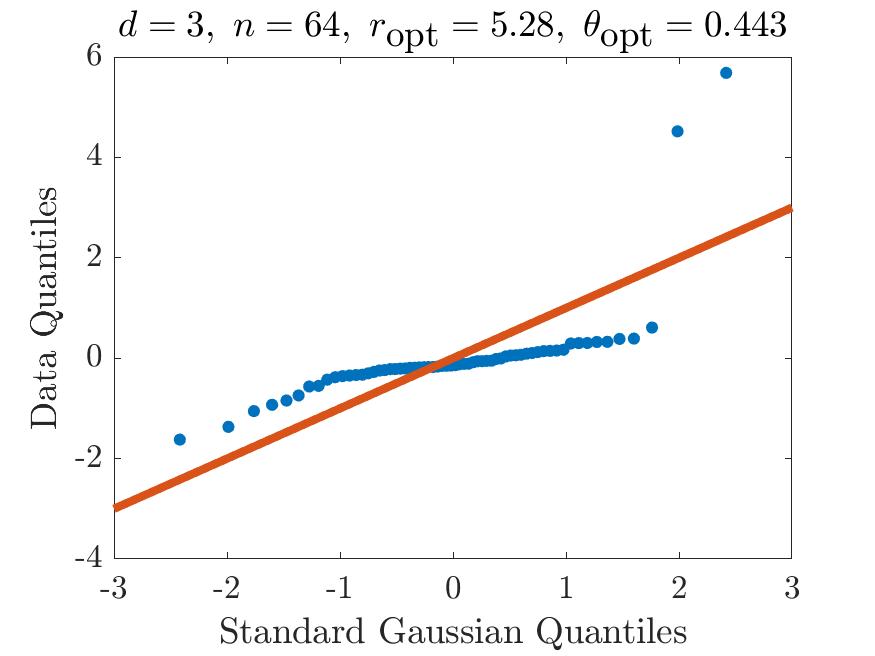 d = 3, n = 64, r_opt = 5.28, θ_opt = 0.443
6
4
2
0
-2
-4
-3 -2 -1 0 1 2 3
Data Quantiles
Standard Gaussian Quantiles